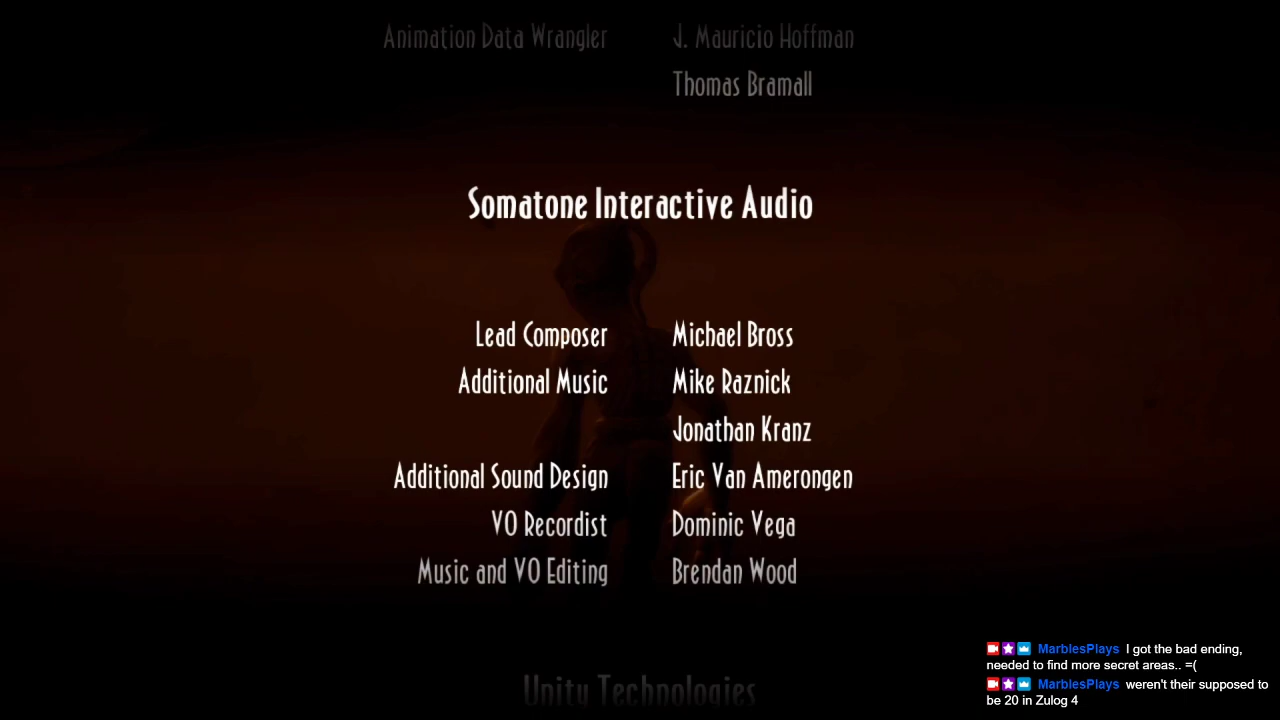 Animation Data Wrangler J. Mauricio Hoffman
Thomas Bramall
Somatone Interactive Audio
Lead Composer Michael Bross
Additional Music Mike Raznick
Jonathan Kranz
Additional Sound Design Eric Van Amerongen
VO Recordist Dominic Vega
Music and VO Editing Brendan Wood
Unity Technologies
MarblesPlays I got the bad ending,
needed to find more secret areas.. =(
MarblesPlays weren't their supposed to
be 20 in Zulog 4